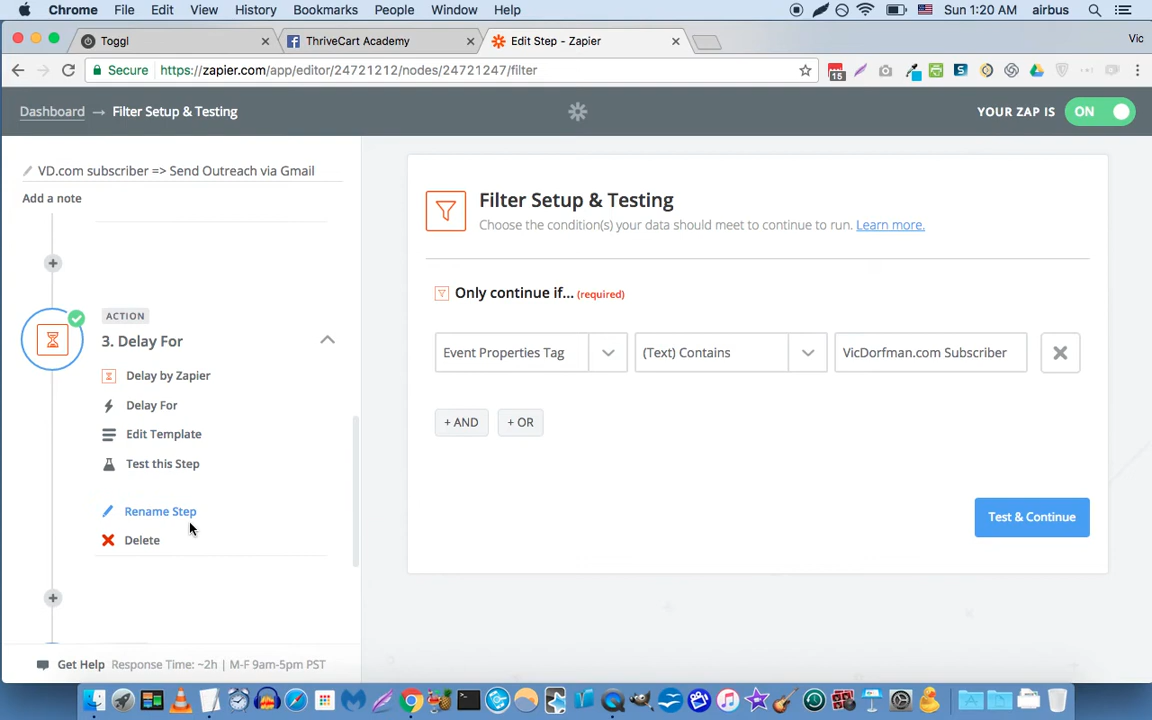 Chrome File Edit View History Bookmarks People Window Help Sun 1:20 AM airbus
Toggl ThriveCart Academy Edit Step - Zapier Vic
Secure https://zapier.com/app/editor/24721212/nodes/24721247/filter 15
Dashboard → Filter Setup & Testing YOUR ZAP IS ON
VD.com subscriber => Send Outreach via Gmail
Add a note
ACTION
3. Delay For
Delay by Zapier
Delay For
Edit Template
Test this Step
Rename Step
Delete
Get Help Response Time: ~2h | M-F 9am-5pm PST
Filter Setup & Testing
Choose the condition(s) your data should meet to continue to run. Learn more.
Only continue if... (required)
Event Properties Tag (Text) Contains VicDorfman.com Subscriber
+ AND + OR
Test & Continue